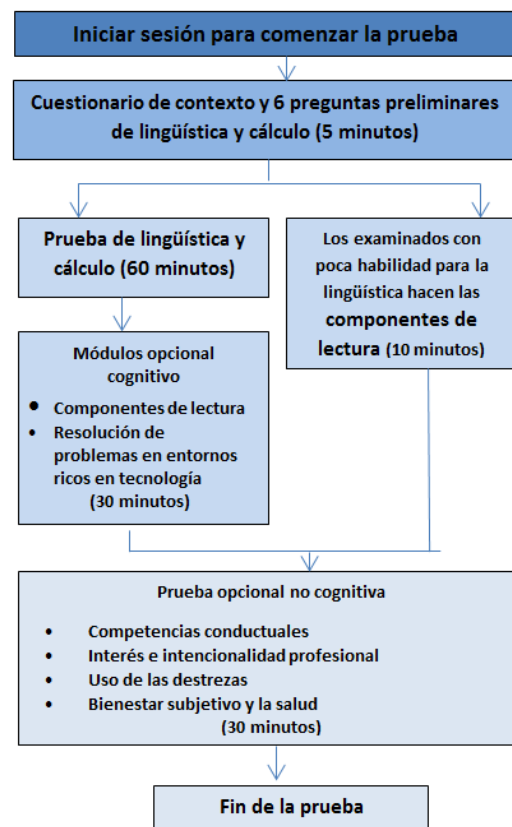 Iniciar sesión para comenzar la prueba
Cuestionario de contexto y 6 preguntas preliminares
de lingüística y cálculo (5 minutos)
Prueba de lingüística y
cálculo (60 minutos)
Los examinados con
poca habilidad para la
lingüística hacen las
componentes de
lectura (10 minutos)
Módulos opcional
cognitivo
• Componentes de lectura
• Resolución de
problemas en entornos
ricos en tecnología
(30 minutos)
Prueba opcional no cognitiva
• Competencias conductuales
• Interés e intencionalidad profesional
• Uso de las destrezas
• Bienestar subjetivo y la salud
(30 minutos)
Fin de la prueba